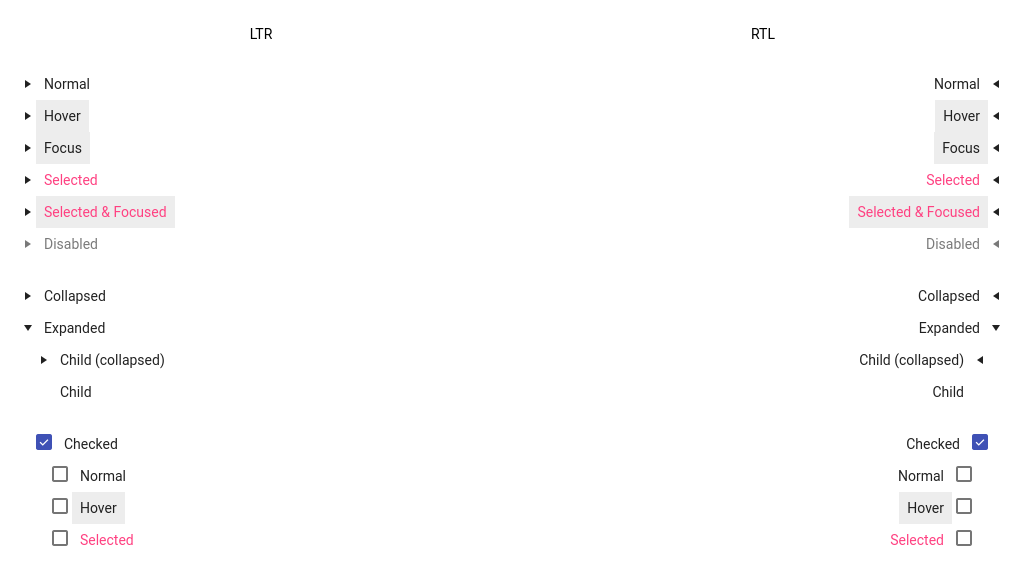 LTR RTL
Normal Normal
Hover Hover
Focus Focus
Selected Selected
Selected & Focused Selected & Focused
Disabled Disabled
Collapsed Collapsed
Expanded Expanded
Child (collapsed) Child (collapsed)
Child Child
Checked Checked
Normal Normal
Hover Hover
Selected Selected